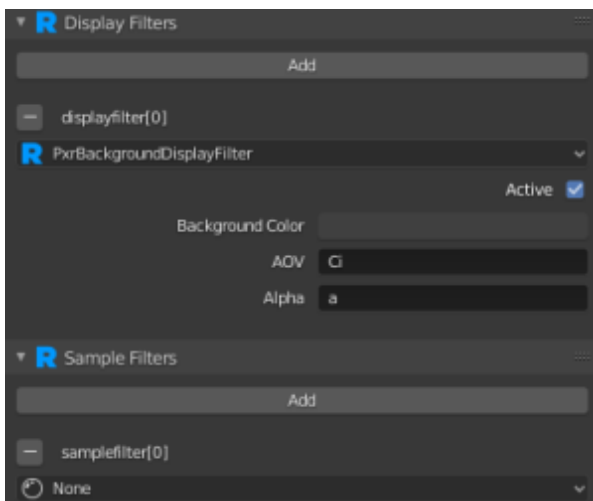 Display Filters
Add
displayfilter[0]
PxrBackgroundDisplayFilter
Active
Background Color
AOV Ci
Alpha a
Sample Filters
Add
samplefilter[0]
None